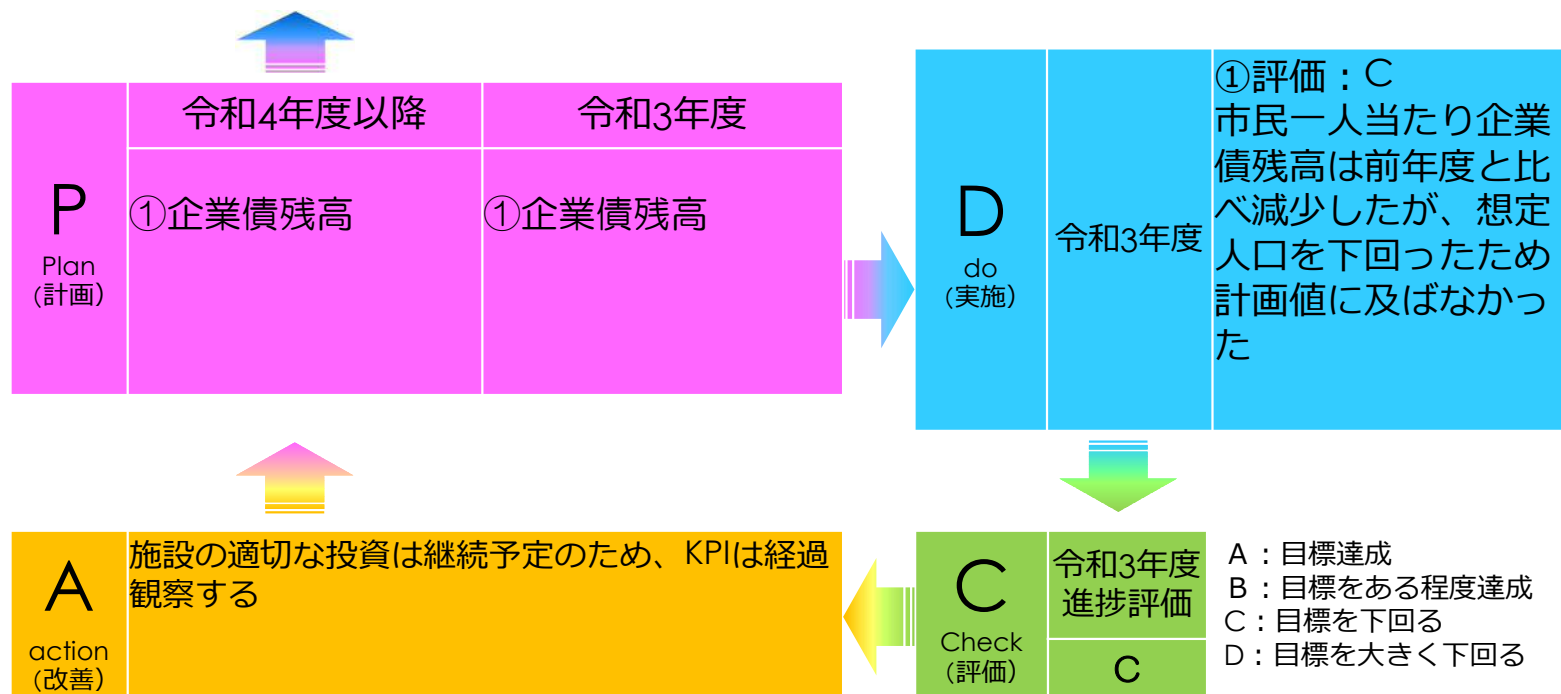 P
Plan
(計画)
令和4年度以降
令和3年度
①企業債残高
①企業債残高
D
do
(実施)
令和3年度
①評価：C
市民一人当たり企業
債残高は前年度と比
べ減少したが、想定
人口を下回ったため
計画値に及ばなかっ
た
A
action
(改善)
施設の適切な投資は継続予定のため、KPIは経過
観察する
C
Check
(評価)
令和3年度
進捗評価
C
A：目標達成
B：目標をある程度達成
C：目標を下回る
D：目標を大きく下回る